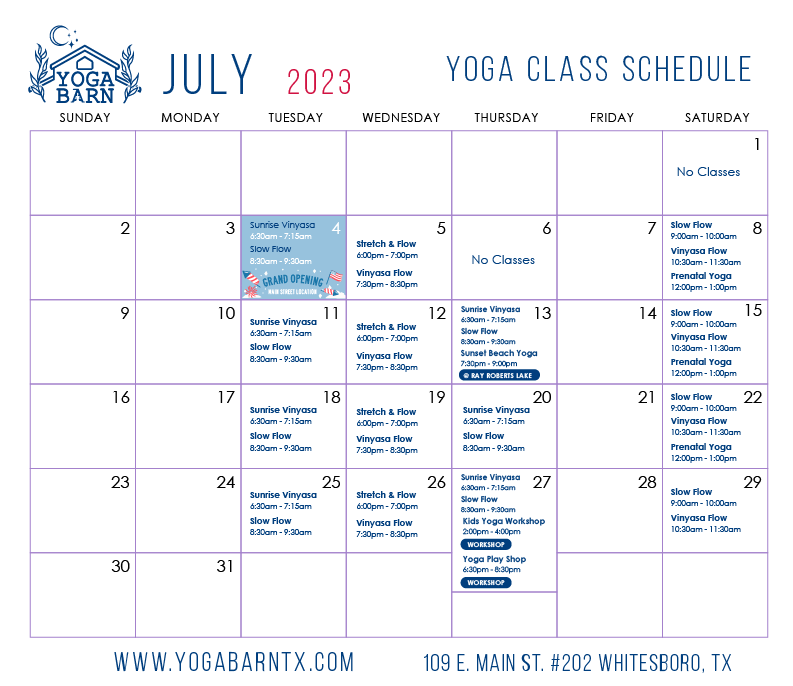 YOGA
BARN
JULY 2023
YOGA CLASS SCHEDULE
SUNDAY MONDAY TUESDAY WEDNESDAY THURSDAY FRIDAY SATURDAY
1
No Classes
2
3
4
Sunrise Vinyasa
6:30am - 7:15am
Slow Flow
8:30am - 9:30am
GRAND OPENING
MAIN STREET LOCATION
5
Stretch & Flow
6:00pm - 7:00pm
Vinyasa Flow
7:30pm - 8:30pm
6
No Classes
7
8
Slow Flow
9:00am - 10:00am
Vinyasa Flow
10:30am - 11:30am
Prenatal Yoga
12:00pm - 1:00pm
9
10
11
Sunrise Vinyasa
6:30am - 7:15am
Slow Flow
8:30am - 9:30am
12
Stretch & Flow
6:00pm - 7:00pm
Vinyasa Flow
7:30pm - 8:30pm
13
Sunrise Vinyasa
6:30am - 7:15am
Slow Flow
8:30am - 9:30am
Sunset Beach Yoga
7:30pm - 9:00pm
@ RAY ROBERTS LAKE
14
15
Slow Flow
9:00am - 10:00am
Vinyasa Flow
10:30am - 11:30am
Prenatal Yoga
12:00pm - 1:00pm
16
17
18
Sunrise Vinyasa
6:30am - 7:15am
Slow Flow
8:30am - 9:30am
19
Stretch & Flow
6:00pm - 7:00pm
Vinyasa Flow
7:30pm - 8:30pm
20
Sunrise Vinyasa
6:30am - 7:15am
Slow Flow
8:30am - 9:30am
21
22
Slow Flow
9:00am - 10:00am
Vinyasa Flow
10:30am - 11:30am
Prenatal Yoga
12:00pm - 1:00pm
23
24
25
Sunrise Vinyasa
6:30am - 7:15am
Slow Flow
8:30am - 9:30am
26
Stretch & Flow
6:00pm - 7:00pm
Vinyasa Flow
7:30pm - 8:30pm
27
Sunrise Vinyasa
6:30am - 7:15am
Slow Flow
8:30am - 9:30am
Kids Yoga Workshop
2:00pm - 4:00pm
WORKSHOP
Yoga Play Shop
6:30pm - 8:30pm
WORKSHOP
28
29
Slow Flow
9:00am - 10:00am
Vinyasa Flow
10:30am - 11:30am
30
31
WWW.YOGABARNTX.COM
109 E. MAIN ST. #202 WHITESBORO, TX